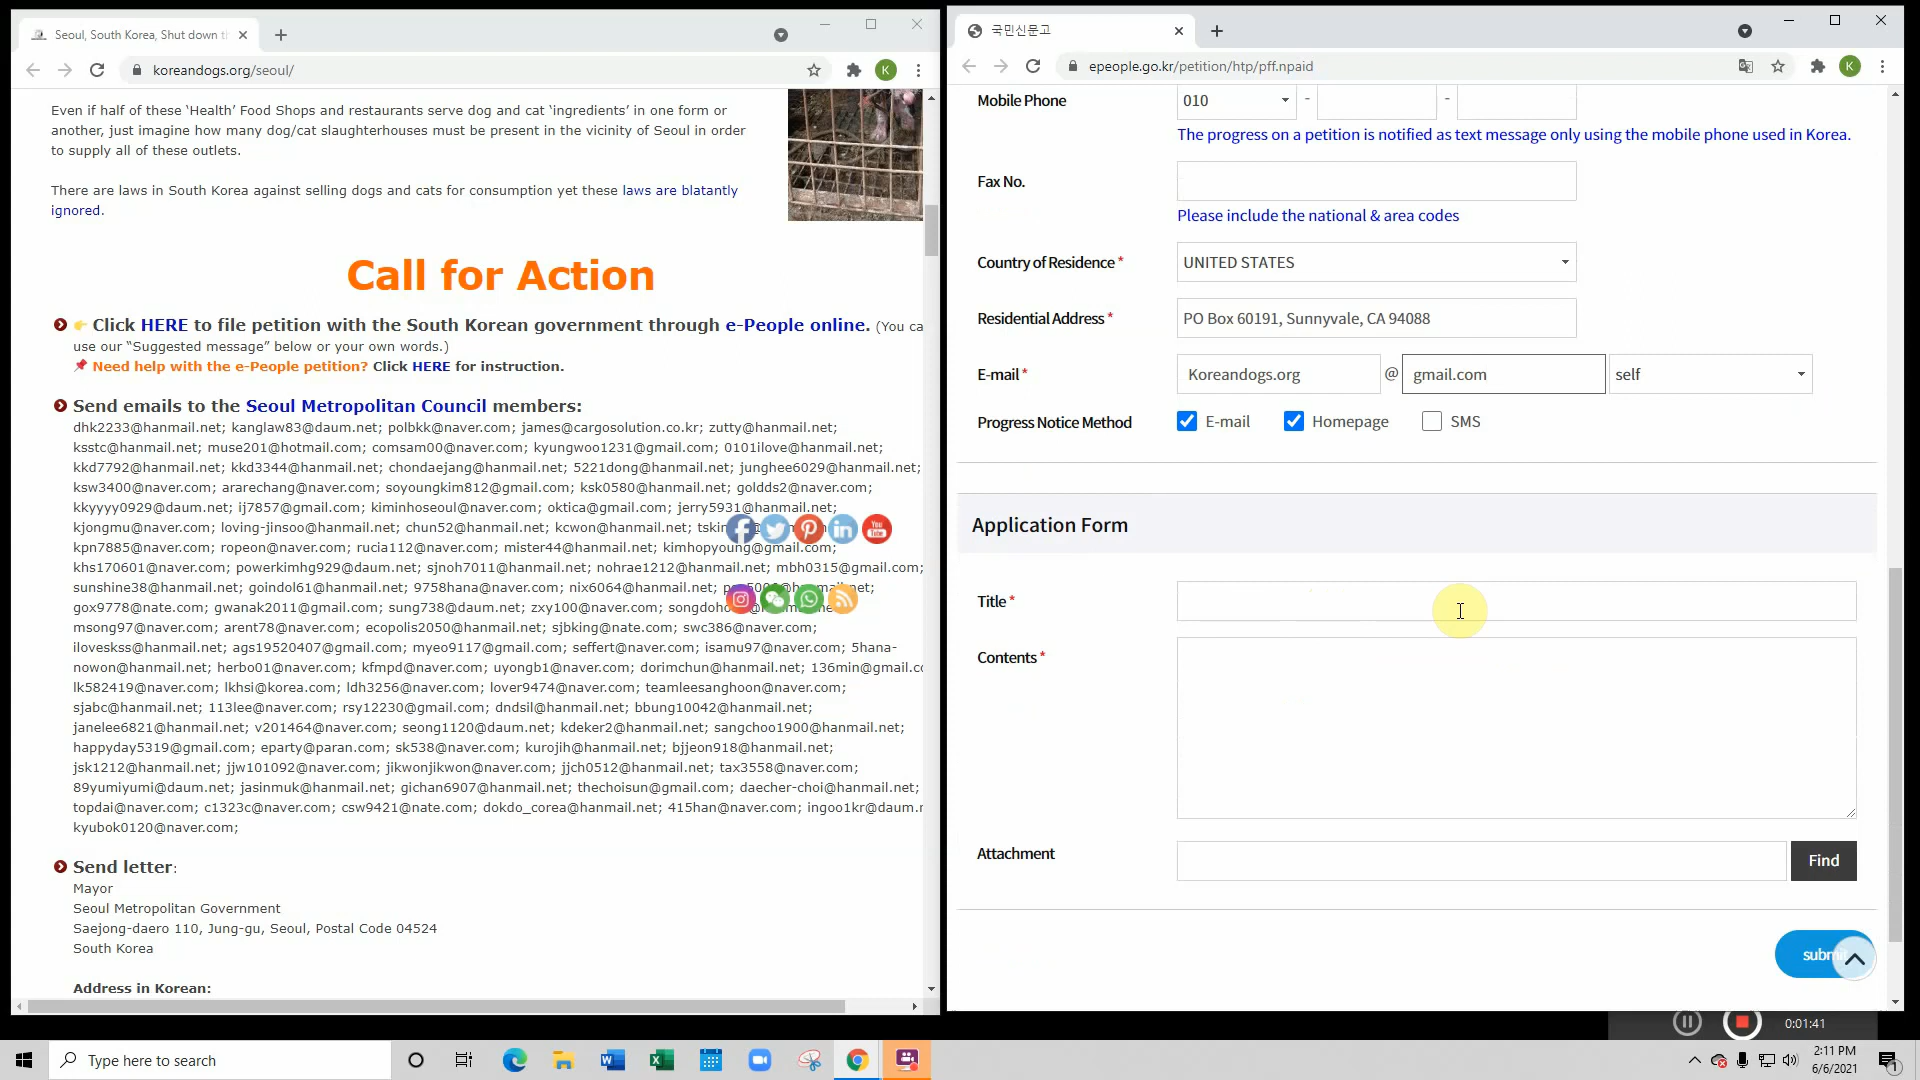 Seoul, South Korea, Shut down t
koreandogs.org/seoul/
K
Even if half of these ‘Health’ Food Shops and restaurants serve dog and cat ‘ingredients’ in one form or
another, just imagine how many dog/cat slaughterhouses must be present in the vicinity of Seoul in order
to supply all of these outlets.
There are laws in South Korea against selling dogs and cats for consumption yet these laws are blatantly
ignored.
Call for Action
Click HERE to file petition with the South Korean government through e-People online. (You ca
use our “Suggested message” below or your own words.)
Need help with the e-People petition? Click HERE for instruction.
Send emails to the Seoul Metropolitan Council members:
dhk2233@hanmail.net; kanglaw83@daum.net; polbkk@naver.com; james@cargosolution.co.kr; zutty@hanmail.net;
ksstc@hanmail.net; muse201@hotmail.com; comsam00@naver.com; kyungwoo1231@gmail.com; 0101ilove@hanmail.net;
kkd7792@hanmail.net; kkd3344@hanmail.net; chondaejang@hanmail.net; 5221dong@hanmail.net; junghee6029@hanmail.net;
ksw3400@naver.com; ararechang@naver.com; soyoungkim812@gmail.com; ksk0580@hanmail.net; goldds2@naver.com;
kkyyyy0929@daum.net; ij7857@gmail.com; kiminhoseoul@naver.com; oktica@gmail.com; jerry5931@hanmail.net;
kjongmu@naver.com; loving-jinsoo@hanmail.net; chun52@hanmail.net; kcwon@hanmail.net;
kpn7885@naver.com; ropeon@naver.com; rucia112@naver.com; mister44@hanmail.net; kimhopyoung@gmail.com;
khs170601@naver.com; powerkimhg929@daum.net; sjnoh7011@hanmail.net; nohrae1212@hanmail.net; mbh0315@gmail.com;
sunshine38@hanmail.net; goindol61@hanmail.net; 9758hana@naver.com; nix6064@hanmail.net;
gox9778@nate.com; gwanak2011@gmail.com; sung738@daum.net; zxy100@naver.com;
msong97@naver.com; arent78@naver.com; ecopolis2050@hanmail.net; sjbking@nate.com; swc386@naver.com;
iloveskss@hanmail.net; ags19520407@gmail.com; myeo9117@gmail.com; seffert@naver.com; isamu97@naver.com; 5hana-
nowon@hanmail.net; herbo01@naver.com; kfmpd@naver.com; uyongb1@naver.com; dorimchun@hanmail.net; 136min@gmail.co
lk582419@naver.com; lkhsi@korea.com; ldh3256@naver.com; lover9474@naver.com; teamleesanghoon@naver.com;
sjabc@hanmail.net; 113lee@naver.com; rsy12230@gmail.com; dndsil@hanmail.net; bbung10042@hanmail.net;
janelee6821@hanmail.net; v201464@naver.com; seong1120@daum.net; kdeker2@hanmail.net; sangchoo1900@hanmail.net;
happyday5319@gmail.com; eparty@paran.com; sk538@naver.com; kurojih@hanmail.net; bjjeon918@hanmail.net;
jsk1212@hanmail.net; jjw101092@naver.com; jikwonjikwon@naver.com; jjch0512@hanmail.net; tax3558@naver.com;
89yumiyumi@daum.net; jasinmuk@hanmail.net; gichan6907@hanmail.net; thechoisun@gmail.com; daecher-choi@hanmail.net;
topdai@naver.com; c1323c@naver.com; csw9421@nate.com; dokdo_corea@hanmail.net; 415han@naver.com; ingoo1kr@daum.
kyubok0120@naver.com;
Send letter:
Mayor
Seoul Metropolitan Government
Saejong-daero 110, Jung-gu, Seoul, Postal Code 04524
South Korea
Address in Korean:
You
Tube
국민신문고
epeople.go.kr/petition/htp/pff.npaid
K
Mobile Phone
010
-
-
The progress on a petition is notified as text message only using the mobile phone used in Korea.
Fax No.
Please include the national & area codes
Country of Residence *
UNITED STATES
Residential Address *
PO Box 60191, Sunnyvale, CA 94088
E-mail *
Koreandogs.org
@
gmail.com
self
Progress Notice Method
E-mail
Homepage
SMS
Application Form
Title *
Contents *
Attachment
Find
0:01:41
Type here to search
2:11 PM
6/6/2021
1